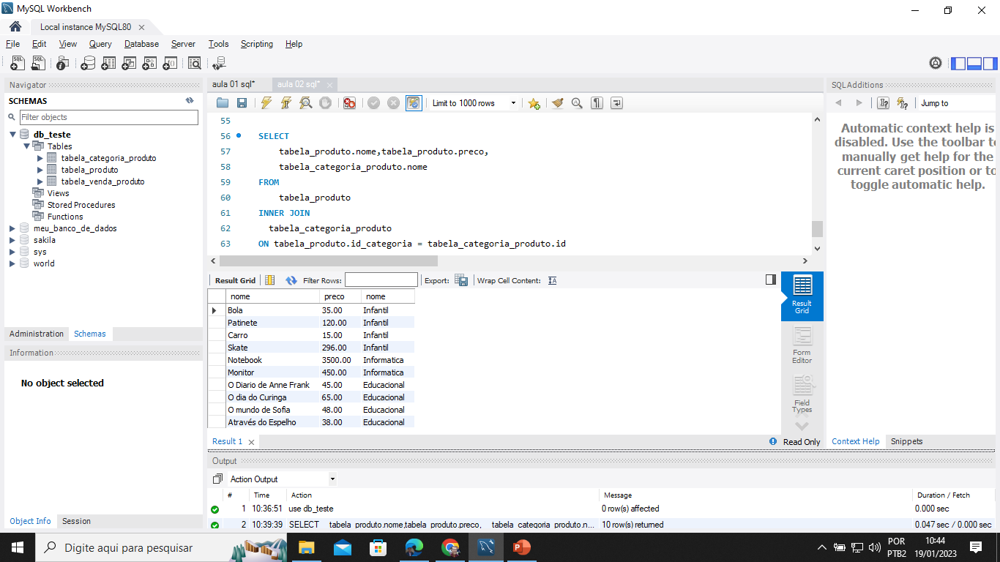 MySQL Workbench
Local instance MySQL80
File Edit View Query Database Server Tools Scripting Help
Navigator
SCHEMAS
Filter objects
db_teste
Tables
tabela_categoria_produto
tabela_produto
tabela_venda_produto
Views
Stored Procedures
Functions
meu_banco_de_dados
sakila
sys
world
Administration Schemas
Information
No object selected
Object Info Session
aula 01 sql* aula 02 sql*
Limit to 1000 rows
55
56 SELECT
57 tabela_produto.nome,tabela_produto.preco,
58 tabela_categoria_produto.nome
59 FROM
60 tabela_produto
61 INNER JOIN
62 tabela_categoria_produto
63 ON tabela_produto.id_categoria = tabela_categoria_produto.id
Result Grid Filter Rows: Export: Wrap Cell Content:
nome preco nome
Bola 35.00 Infantil
Patinete 120.00 Infantil
Carro 15.00 Infantil
Skate 296.00 Infantil
Notebook 3500.00 Informatica
Monitor 450.00 Informatica
O Diario de Anne Frank 45.00 Educacional
O dia do Curinga 65.00 Educacional
O mundo de Sofia 48.00 Educacional
Através do Espelho 38.00 Educacional
Result
Grid
Form
Editor
Field
Types
Result 1 Read Only
SQLAdditions
Jump to
Automatic context help is
disabled. Use the toolbar to
manually get help for the
current caret position or to
toggle automatic help.
Context Help Snippets
Output
Action Output
# Time Action Message Duration / Fetch
1 10:36:51 use db_teste 0 row(s) affected 0.000 sec
2 10:39:39 SELECT tabela_produto.nome,tabela_produto.preco, tabela_categoria_produto.n... 10 row(s) returned 0.047 sec / 0.000 sec
Digite aqui para pesquisar
POR
PTB2
10:44
19/01/2023